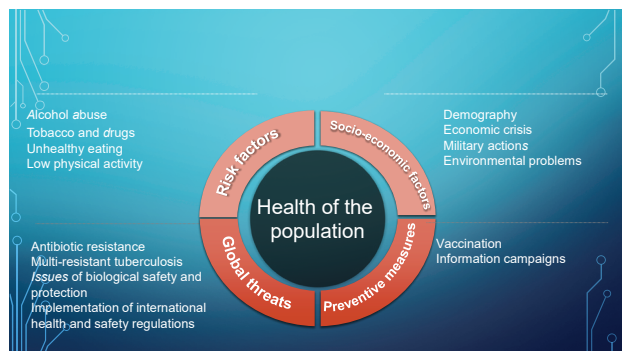 Alcohol abuse
Tobacco and drugs
Unhealthy eating
Low physical activity
Risk factors
Socio-economic factors
Demography
Economic crisis
Military actions
Environmental problems
Health of the
population
Antibiotic resistance
Multi-resistant tuberculosis
Issues of biological safety and
protection
Implementation of international
health and safety regulations
Global threats
Preventive measures
Vaccination
Information campaigns